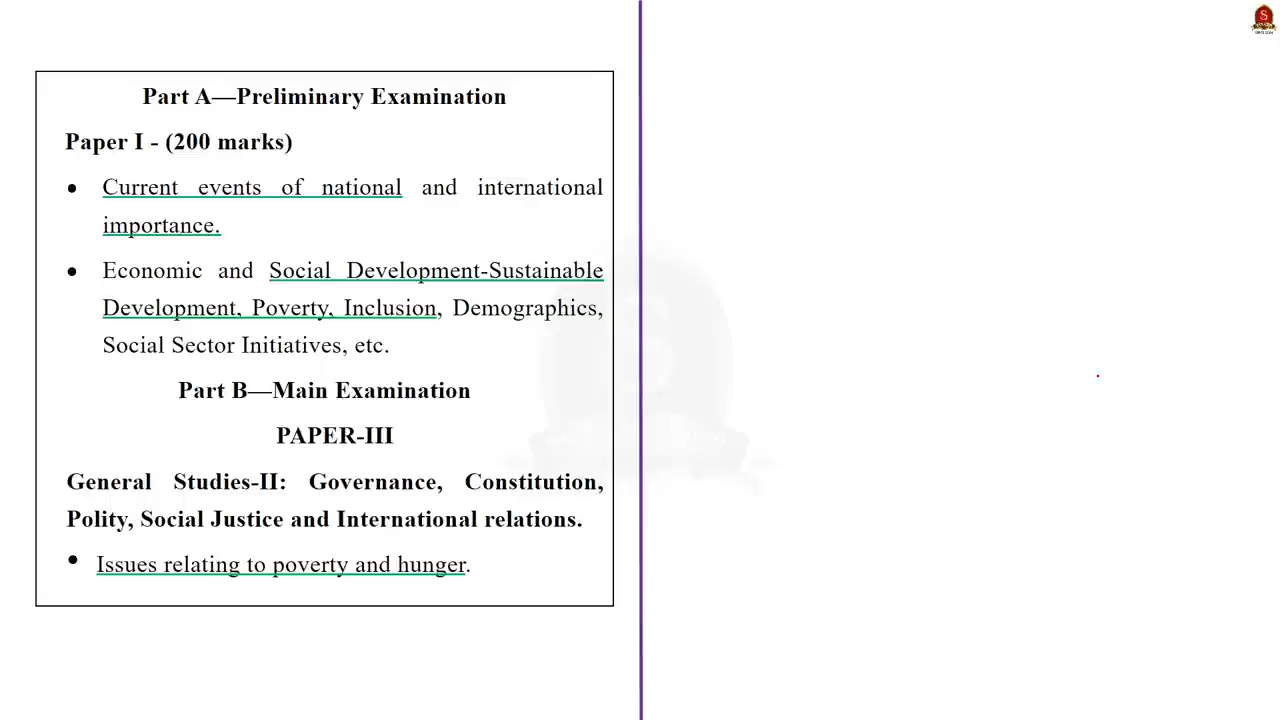 Part A—Preliminary Examination
Paper I - (200 marks)
● Current events of national and international
importance.
● Economic and Social Development-Sustainable
Development, Poverty, Inclusion, Demographics,
Social Sector Initiatives, etc.
Part B—Main Examination
PAPER-III
General Studies-II: Governance, Constitution,
Polity, Social Justice and International relations.
● Issues relating to poverty and hunger.